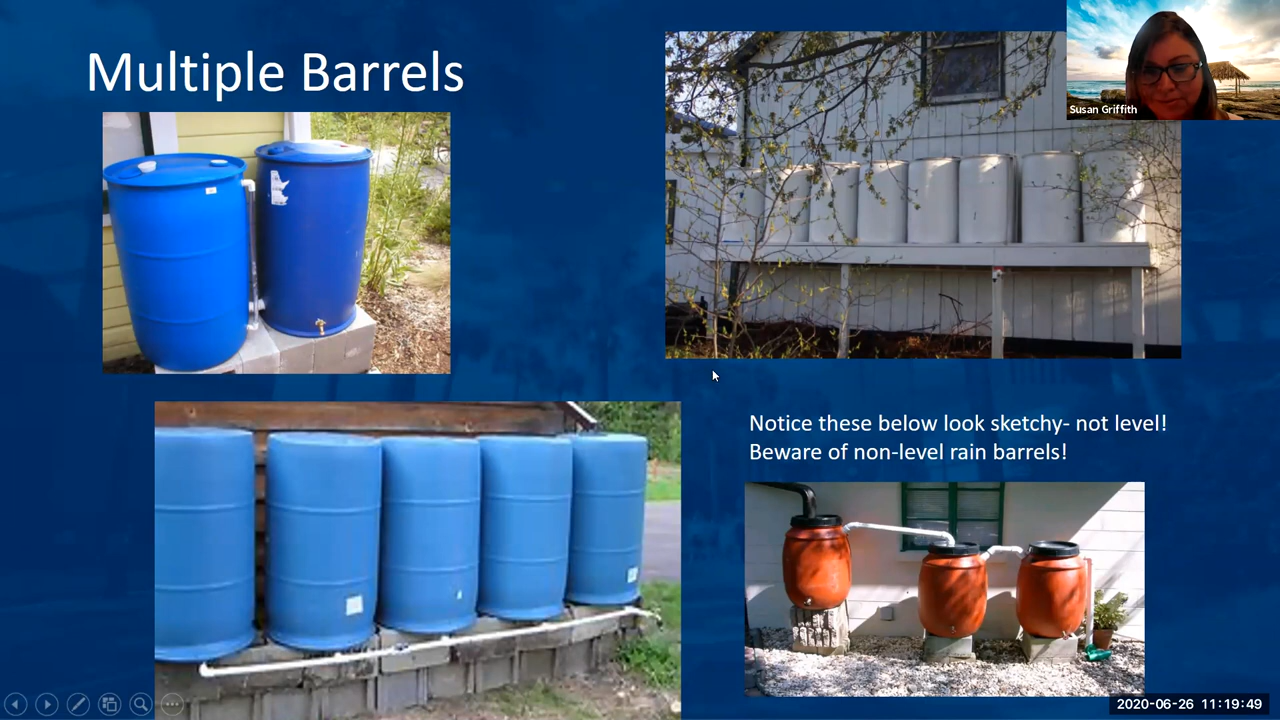 Multiple Barrels
Susan Griffith
Notice these below look sketchy- not level!
Beware of non-level rain barrels!
2020-06-26 11:19:49